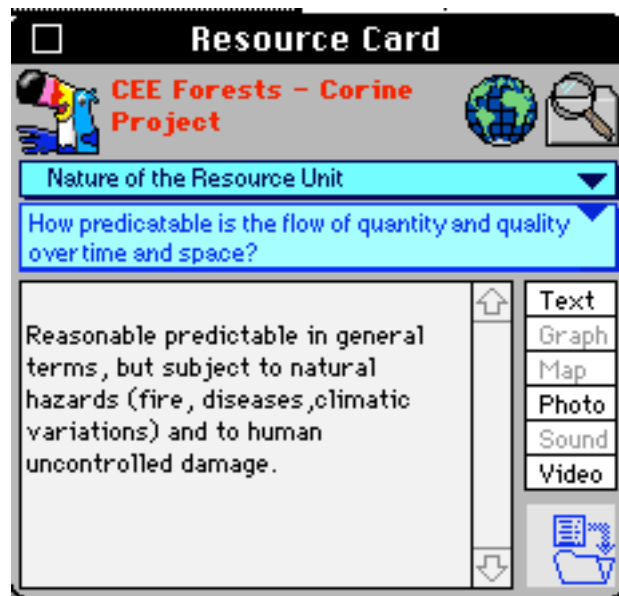 Resource Card
CEE Forests - Corine
Project
Nature of the Resource Unit
How predicatable is the flow of quantity and quality
over time and space?
Reasonable predictable in general
terms, but subject to natural
hazards (fire, diseases,climatic
variations) and to human
uncontrolled damage.
Text
Graph
Map
Photo
Sound
Video